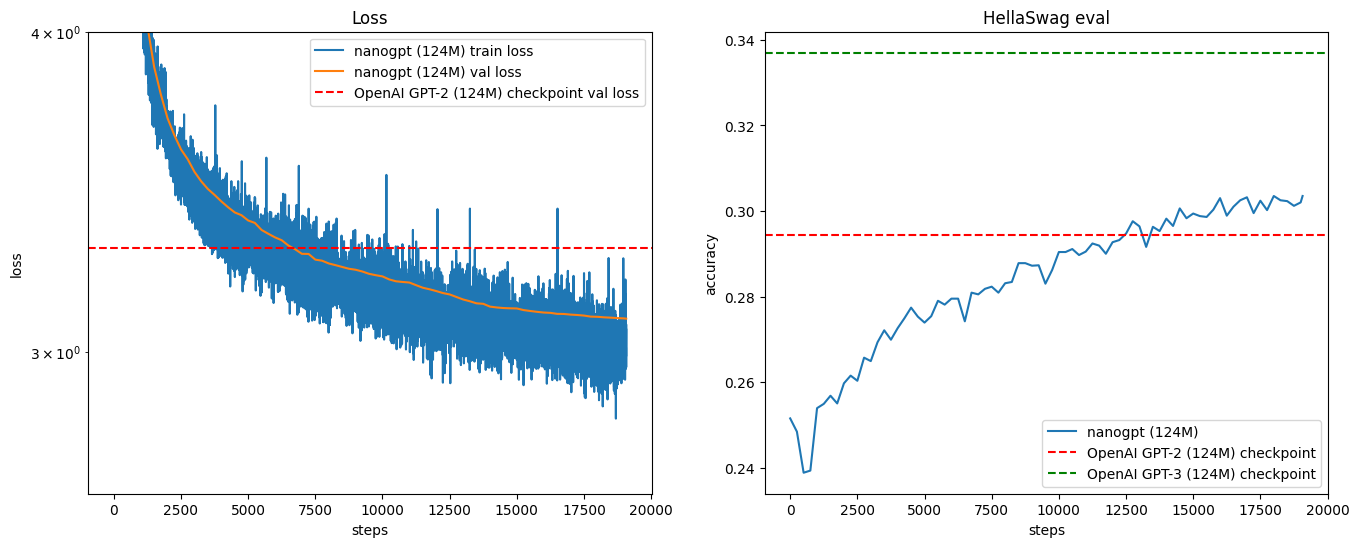 Loss
4 × 10⁰
3 × 10⁰
loss
nanogpt (124M) train loss
nanogpt (124M) val loss
OpenAI GPT-2 (124M) checkpoint val loss
0 2500 5000 7500 10000 12500 15000 17500 20000
steps
HellaSwag eval
0.34
0.32
0.30
0.28
0.26
0.24
accuracy
nanogpt (124M)
OpenAI GPT-2 (124M) checkpoint
OpenAI GPT-3 (124M) checkpoint
0 2500 5000 7500 10000 12500 15000 17500 20000
steps